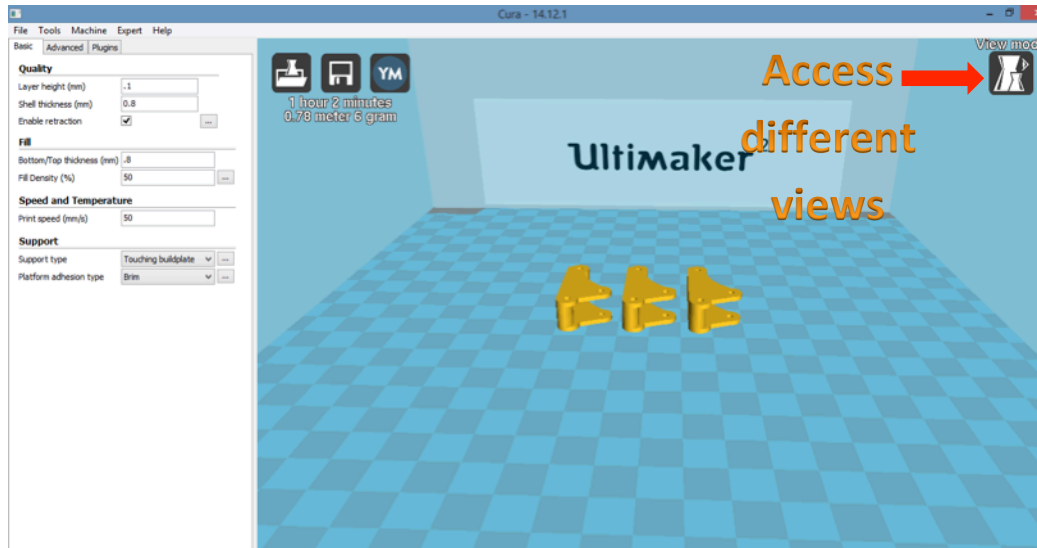 Cura - 14.12.1
File Tools Machine Expert Help
Basic Advanced Plugins
Quality
Layer height (mm) .1
Shell thickness (mm) 0.8
Enable retraction ...
Fill
Bottom/Top thickness (mm) .8
Fill Density (%) 50 ...
Speed and Temperature
Print speed (mm/s) 50
Support
Support type Touching buildplate ...
Platform adhesion type Brim ...
YM
1 hour 2 minutes
0.78 meter 6 gram
View mod
Access
different
views
Ultimaker²